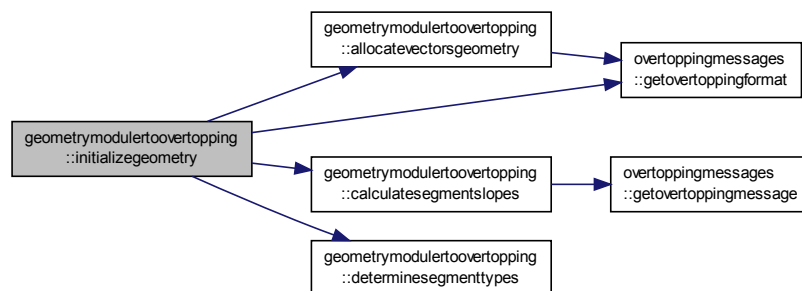 geometrymodulertoovertopping
::allocatevectorsgeometry
overtoppingmessages
::getovertoppingformat
geometrymodulertoovertopping
::initializegeometry
geometrymodulertoovertopping
::calculatesegmentslopes
overtoppingmessages
::getovertoppingmessage
geometrymodulertoovertopping
::determinesegmenttypes